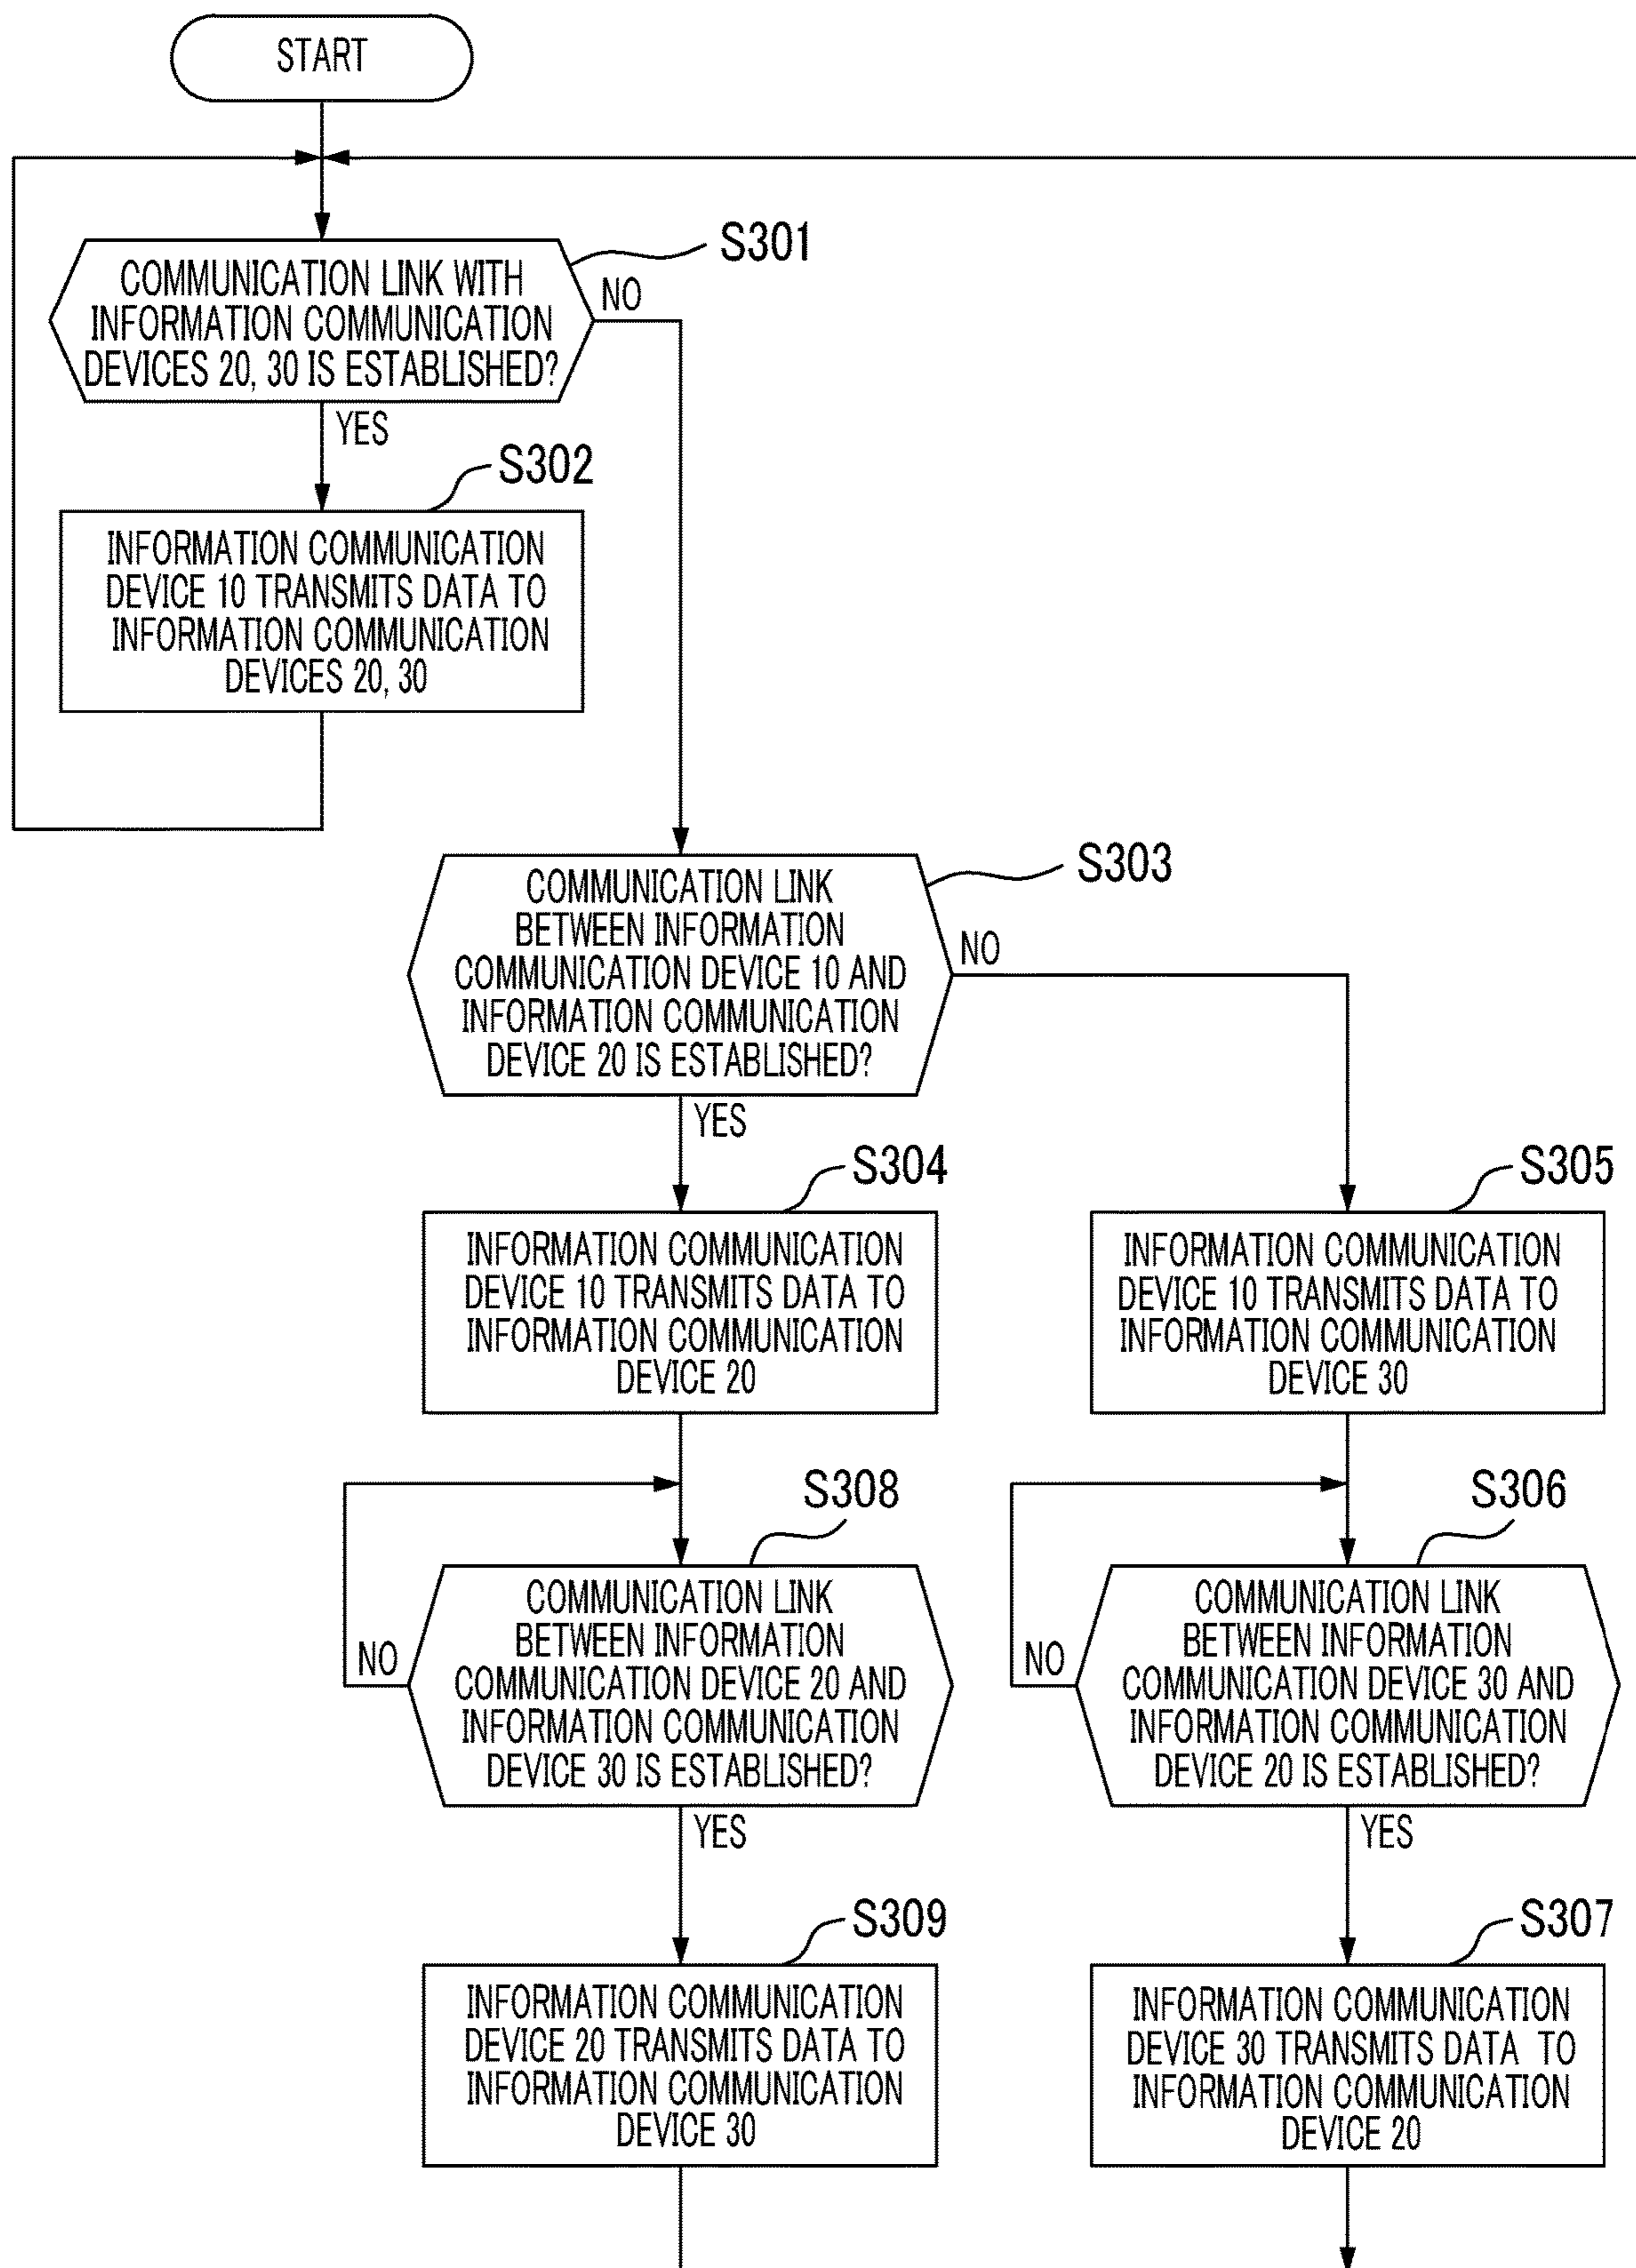 START
S301
COMMUNICATION LINK WITH
INFORMATION COMMUNICATION
DEVICES 20, 30 IS ESTABLISHED?
NO
YES
S302
INFORMATION COMMUNICATION
DEVICE 10 TRANSMITS DATA TO
INFORMATION COMMUNICATION
DEVICES 20, 30
S303
COMMUNICATION LINK
BETWEEN INFORMATION
COMMUNICATION DEVICE 10 AND
INFORMATION COMMUNICATION
DEVICE 20 IS ESTABLISHED?
NO
YES
S304
INFORMATION COMMUNICATION
DEVICE 10 TRANSMITS DATA TO
INFORMATION COMMUNICATION
DEVICE 20
S305
INFORMATION COMMUNICATION
DEVICE 10 TRANSMITS DATA TO
INFORMATION COMMUNICATION
DEVICE 30
S308
COMMUNICATION LINK
BETWEEN INFORMATION
COMMUNICATION DEVICE 20 AND
INFORMATION COMMUNICATION
DEVICE 30 IS ESTABLISHED?
NO
YES
S306
COMMUNICATION LINK
BETWEEN INFORMATION
COMMUNICATION DEVICE 30 AND
INFORMATION COMMUNICATION
DEVICE 20 IS ESTABLISHED?
NO
YES
S309
INFORMATION COMMUNICATION
DEVICE 20 TRANSMITS DATA TO
INFORMATION COMMUNICATION
DEVICE 30
S307
INFORMATION COMMUNICATION
DEVICE 30 TRANSMITS DATA TO
INFORMATION COMMUNICATION
DEVICE 20